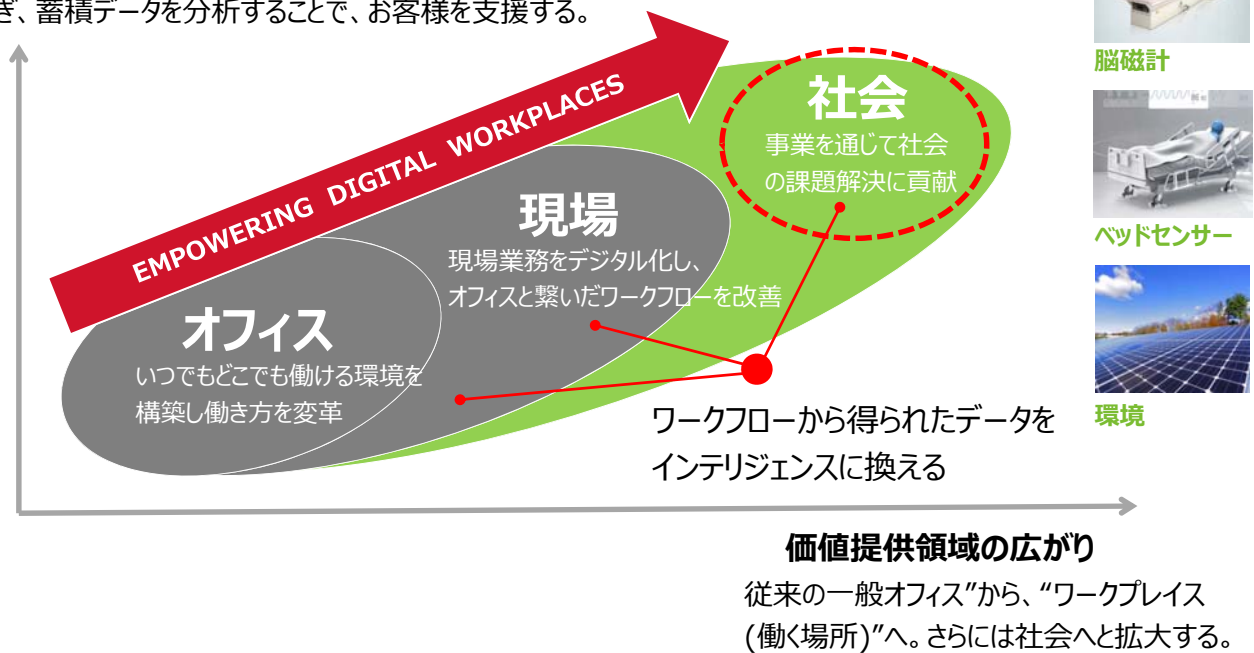 ぎ、蓄積データを分析することで、お客様を支援する。
脳磁計
EMPOWERING DIGITAL WORKPLACES
社会
事業を通じて社会
の課題解決に貢献
現場
現場業務をデジタル化し、
オフィスと繋いだワークフローを改善
ベッドセンサー
オフィス
いつでもどこでも働ける環境を
構築し働き方を変革
ワークフローから得られたデータを
インテリジェンスに換える
環境
価値提供領域の広がり
従来の一般オフィス”から、“ワークプレイス
(働く場所)”へ。さらには社会へと拡大する。